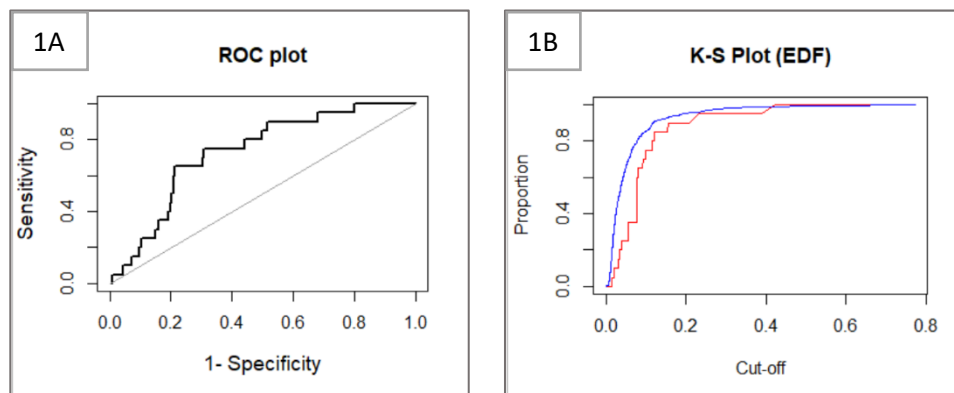 1A
ROC plot
Sensitivity
0.0 0.4 0.8
0.0 0.2 0.4 0.6 0.8 1.0
1- Specificity
1B
K-S Plot (EDF)
Proportion
0.0 0.4 0.8
0.0 0.2 0.4 0.6 0.8
Cut-off